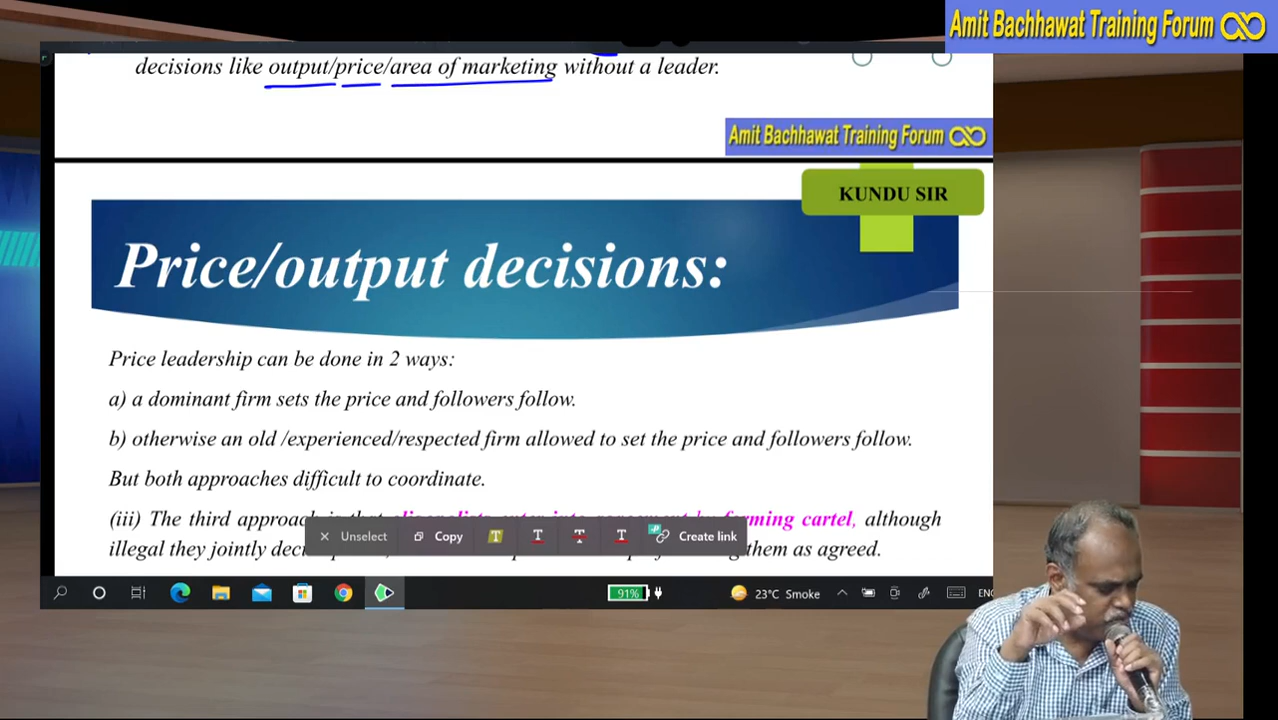 Amit Bachhawat Training Forum
decisions like output/price/area of marketing without a leader.
Amit Bachhawat Training Forum
KUNDU SIR
Price/output decisions:
Price leadership can be done in 2 ways:
a) a dominant firm sets the price and followers follow.
b) otherwise an old /experienced/respected firm allowed to set the price and followers follow.
But both approaches difficult to coordinate.
(iii) The third approach is that forming cartel, although
Unselect Copy T T T T Create link
illegal they jointly them as agreed.
91% 23°C Smoke ENG